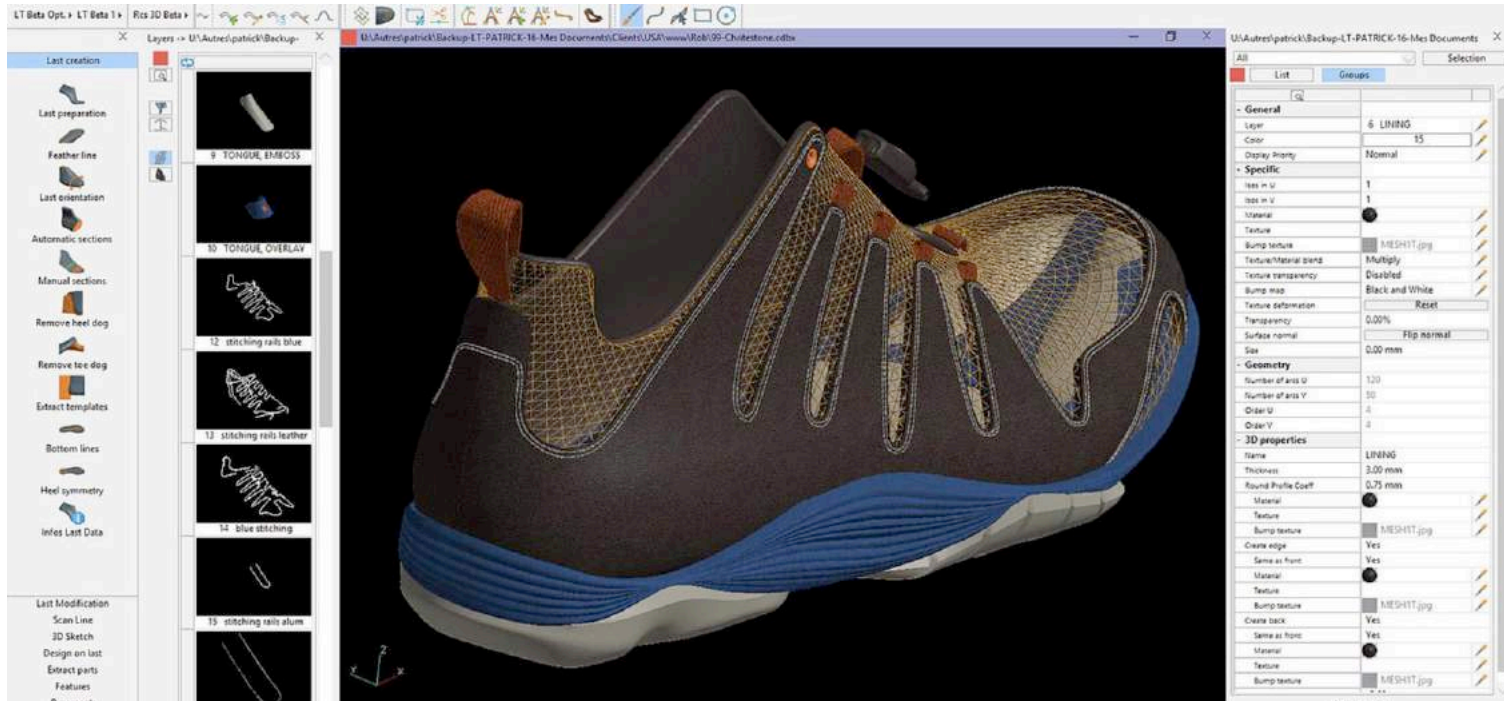 LT Beta Opt. LT Beta 1 Rcs 3D Beta
Last creation
Last preparation
Feather line
Last orientation
Automatic sections
Manual sections
Remove heel dog
Remove toe dog
Extract templates
Bottom lines
Heel symmetry
Infos Last Data
Last Modification
Scan Line
3D Sketch
Design on last
Extract parts
Features
Layers -> U:\Autres\patrick\Backup-
9 TONGUE, EMBOSS
10 TONGUE, OVERLAY
12 stitching rails blue
13 stitching rails leather
14 blue stitching
15 stitching rails alum
U:\Autres\patrick\Backup-LT-PATRICK-16-Mes Documents\Clients\USA\www\Rob\99-Chaitestone.cdbx
Z
Y X
U:\Autres\patrick\Backup-LT-PATRICK-16-Mes Documents
All Selection
List Groups
- General
Layer 6 LINING
Color 15
Display Priority Normal
- Specific
Isos in U 1
Isos in V 1
Material
Texture
Bump texture MESH1T.jpg
Texture/Material blend Multiply
Texture transparency Disabled
Bump map Black and White
Texture deformation Reset
Transparency 0.00%
Surface normal Flip normal
Size 0.00 mm
- Geometry
Number of arcs U 120
Number of arcs V 50
Order U 4
Order V 4
- 3D properties
Name LINING
Thickness 3.00 mm
Round Profile Coeff 0.75 mm
Material
Texture
Bump texture MESH1T.jpg
Create edge Yes
Same as front Yes
Material
Texture
Bump texture MESH1T.jpg
Create back Yes
Same as front Yes
Material
Texture
Bump texture MESH1T.jpg